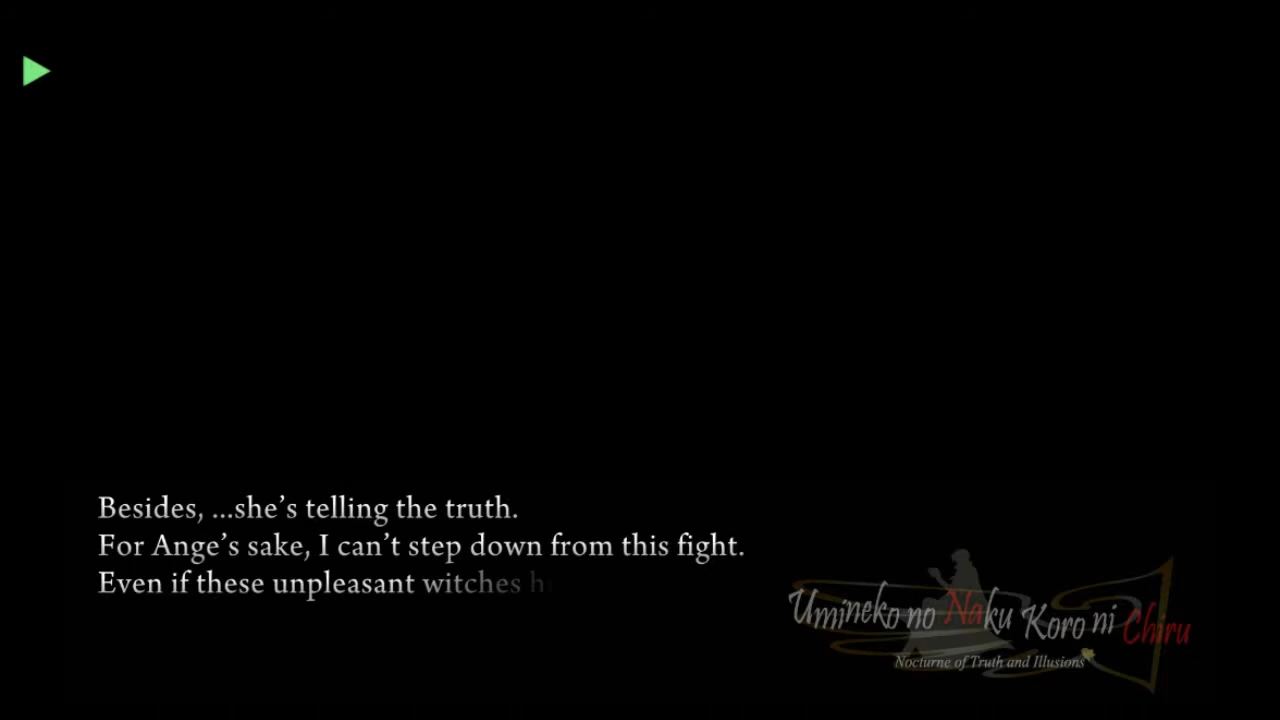 Besides, ...she's telling the truth.
For Ange's sake, I can't step down from this fight.
Even if these unpleasant witches
Umineko no Naku Koro ni Chiru
Nocturne of Truth and Illusions